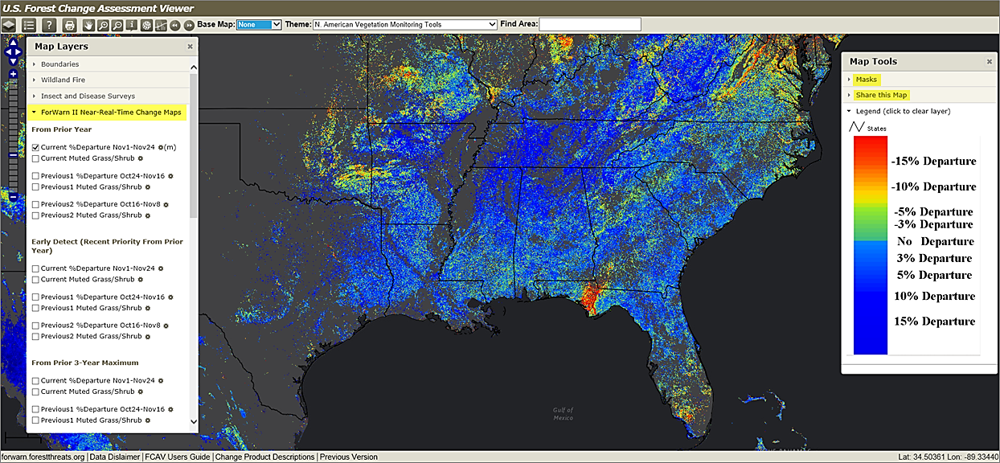 U.S. Forest Change Assessment Viewer
Base Map: None Theme: N. American Vegetation Monitoring Tools Find Area:
Map Layers
Boundaries
Wildland Fire
Insect and Disease Surveys
ForWarn II Near-Real-Time Change Maps
From Prior Year
Current %Departure Nov1-Nov24 (m)
Current Muted Grass/Shrub
Previous1 %Departure Oct24-Nov16
Previous1 Muted Grass/Shrub
Previous2 %Departure Oct16-Nov8
Previous2 Muted Grass/Shrub
Early Detect (Recent Priority From Prior
Year)
Current %Departure Nov1-Nov24
Current Muted Grass/Shrub
Previous1 %Departure Oct24-Nov16
Previous1 Muted Grass/Shrub
Previous2 %Departure Oct16-Nov8
Previous2 Muted Grass/Shrub
From Prior 3-Year Maximum
Current %Departure Nov1-Nov24
Current Muted Grass/Shrub
Previous1 %Departure Oct24-Nov16
Previous1 Muted Grass/Shrub
Gulf of
Mexico
Map Tools
Masks
Share this Map
Legend (click to clear layer)
States
-15% Departure
-10% Departure
-5% Departure
-3% Departure
No Departure
3% Departure
5% Departure
10% Departure
15% Departure
forwarn.forestthreats.org | Data Dislaimer | FCAV Users Guide | Change Product Descriptions | Previous Version
Lat: 34.50361 Lon: -89.33440